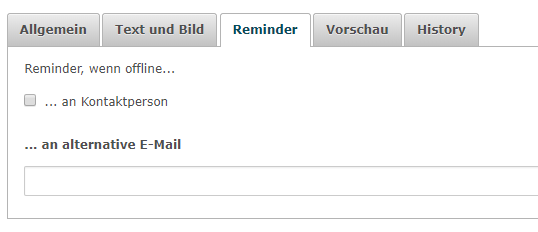 Allgemein Text und Bild Reminder Vorschau History
Reminder, wenn offline...
... an Kontaktperson
... an alternative E-Mail